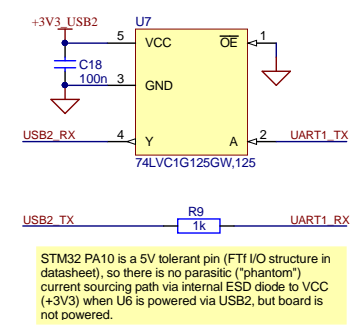 +3V3_USB2
U7
5 VCC OE 1
C18
100n
3 GND
USB2_RX 4 Y A 2 UART1_TX
74LVC1G125GW,125
R9
USB2_TX 1k UART1_RX
STM32 PA10 is a 5V tolerant pin (FTf I/O structure in
datasheet), so there is no parasitic ("phantom")
current sourcing path via internal ESD diode to VCC
(+3V3) when U6 is powered via USB2, but board is
not powered.